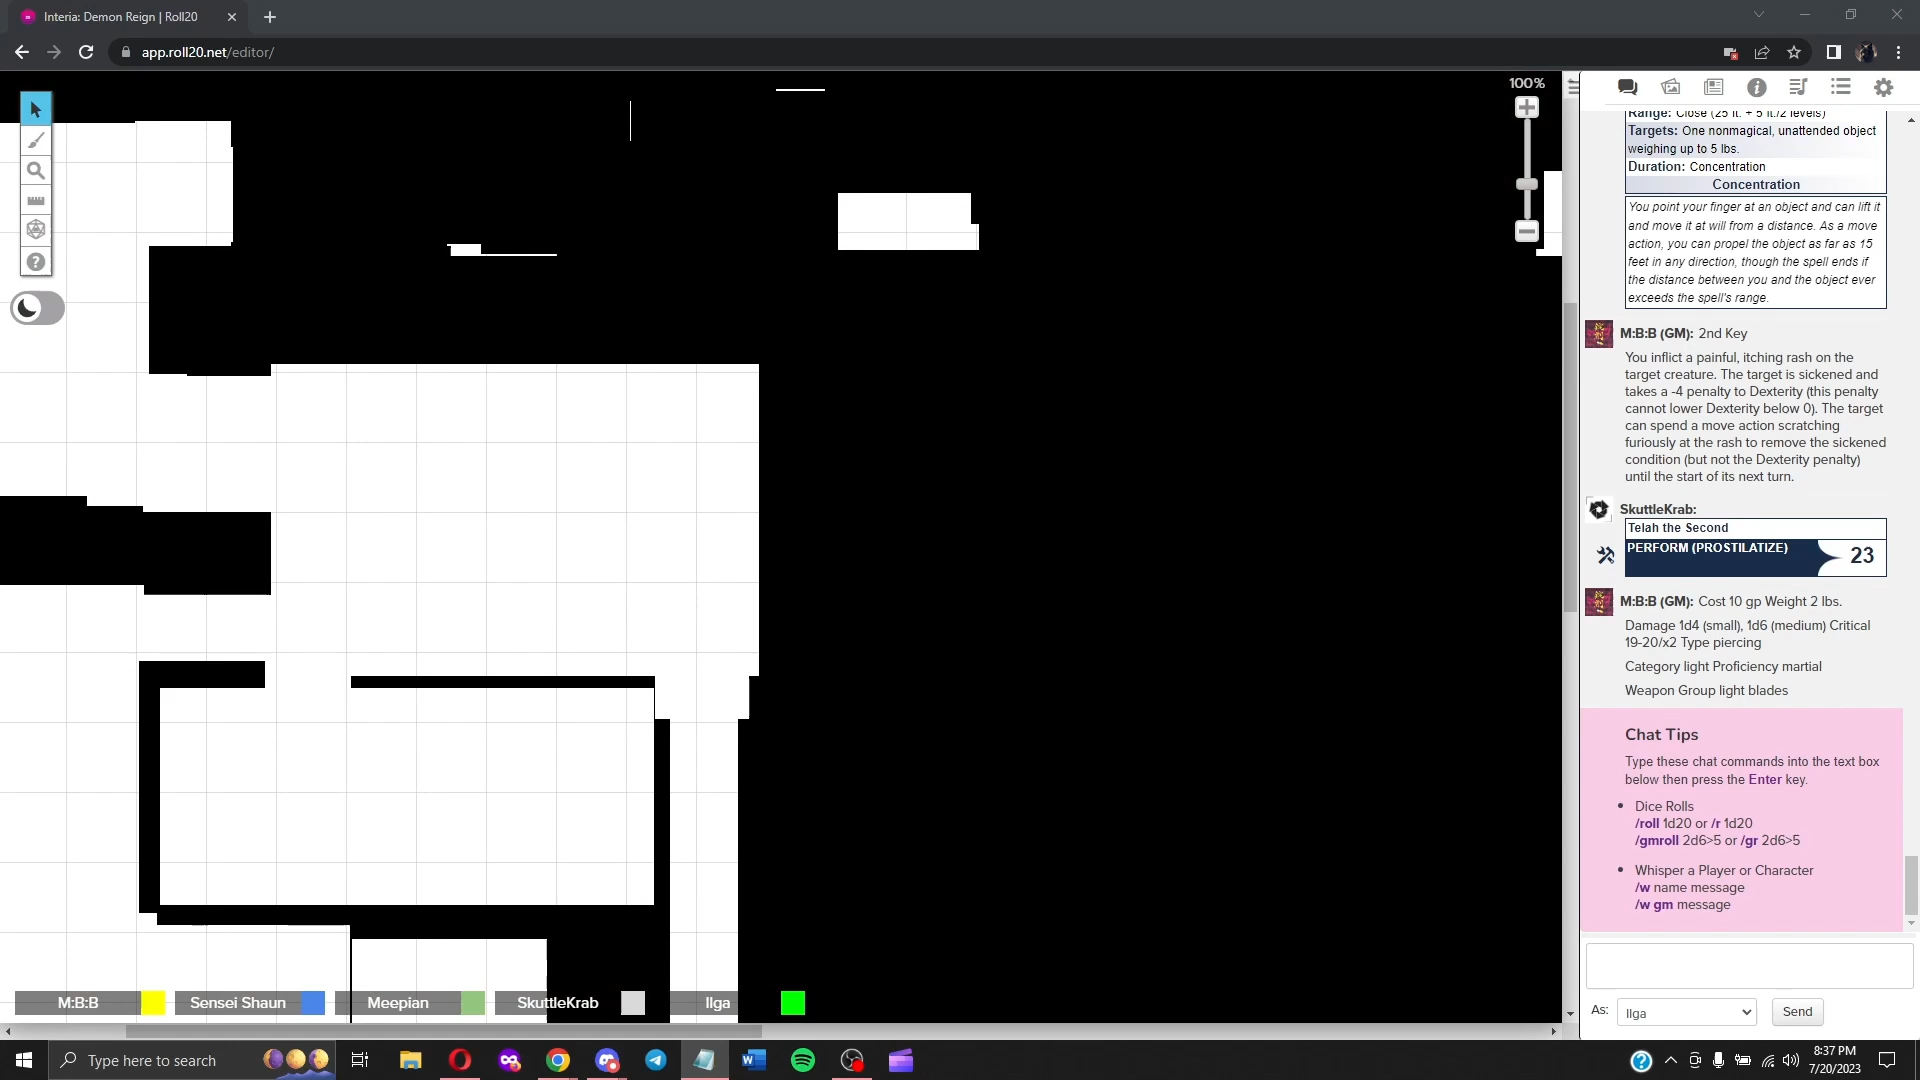 Interia: Demon Reign | Roll20
app.roll20.net/editor/
100%
Range: Close (25 ft. + 5 ft./2 levels)
Targets: One nonmagical, unattended object
weighing up to 5 lbs.
Duration: Concentration
Concentration
You point your finger at an object and can lift it
and move it at will from a distance. As a move
action, you can propel the object as far as 15
feet in any direction, though the spell ends if
the distance between you and the object ever
exceeds the spell's range.
M:B:B (GM): 2nd Key
You inflict a painful, itching rash on the
target creature. The target is sickened and
takes a -4 penalty to Dexterity (this penalty
cannot lower Dexterity below 0). The target
can spend a move action scratching
furiously at the rash to remove the sickened
condition (but not the Dexterity penalty)
until the start of its next turn.
SkuttleKrab:
Telah the Second
PERFORM (PROSTILATIZE) 23
M:B:B (GM): Cost 10 gp Weight 2 lbs.
Damage 1d4 (small), 1d6 (medium) Critical
19-20/x2 Type piercing
Category light Proficiency martial
Weapon Group light blades
Chat Tips
Type these chat commands into the text box
below then press the Enter key.
Dice Rolls
/roll 1d20 or /r 1d20
/gmroll 2d6>5 or /gr 2d6>5
Whisper a Player or Character
/w name message
/w gm message
As: Ilga Send
M:B:B Sensei Shaun Meepian SkuttleKrab Ilga
Type here to search
8:37 PM
7/20/2023